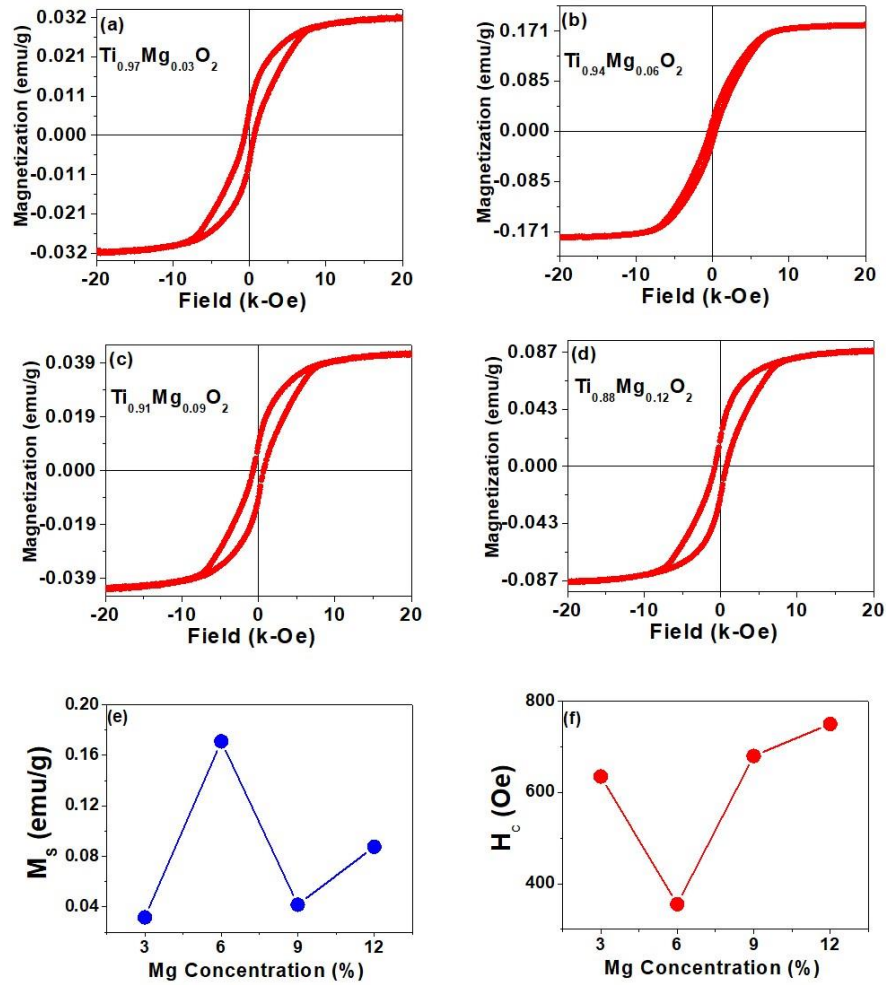 (a)
Ti0.97Mg0.03O2
Magnetization (emu/g)
0.032
0.021
0.011
0.000
-0.011
-0.021
-0.032
-20 -10 0 10 20
Field (k-Oe)
(b)
Ti0.94Mg0.06O2
Magnetization (emu/g)
0.171
0.085
0.000
-0.085
-0.171
-20 -10 0 10 20
Field (k-Oe)
(c)
Ti0.91Mg0.09O2
Magnetization (emu/g)
0.039
0.019
0.000
-0.019
-0.039
-20 -10 0 10 20
Field (k-Oe)
(d)
Ti0.88Mg0.12O2
Magnetization (emu/g)
0.087
0.043
0.000
-0.043
-0.087
-20 -10 0 10 20
Field (k-Oe)
(e)
Ms (emu/g)
0.20
0.16
0.12
0.08
0.04
3 6 9 12
Mg Concentration (%)
(f)
Hc (Oe)
800
600
400
3 6 9 12
Mg Concentration (%)